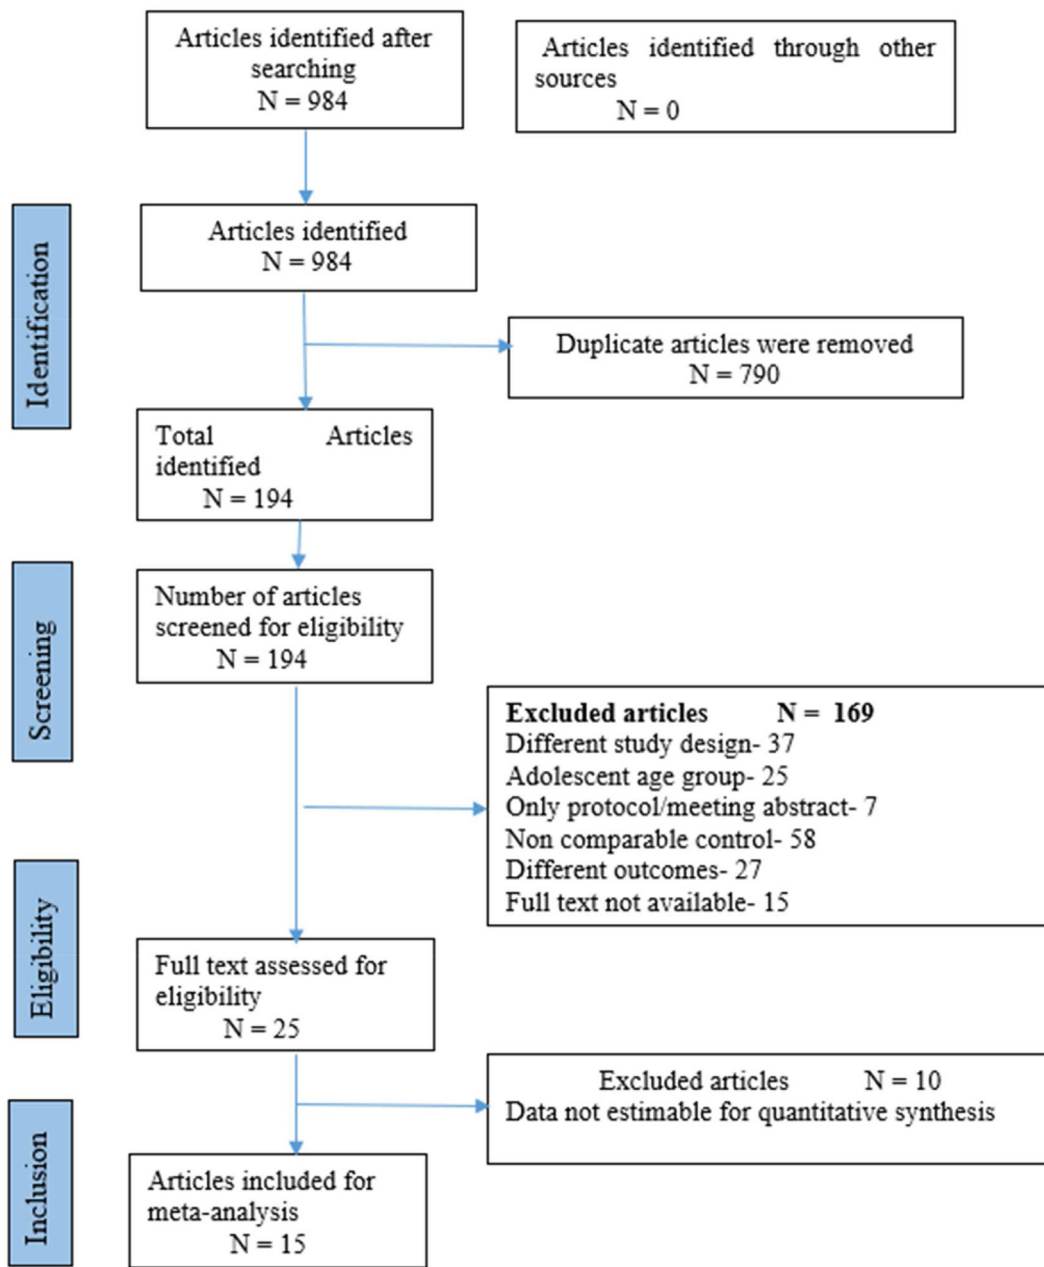 Articles identified after
searching
N = 984
Articles identified through other
sources
N = 0
Identification
Articles identified
N = 984
Duplicate articles were removed
N = 790
Total Articles
identified
N = 194
Screening
Number of articles
screened for eligibility
N = 194
Excluded articles N = 169
Different study design- 37
Adolescent age group- 25
Only protocol/meeting abstract- 7
Non comparable control- 58
Different outcomes- 27
Full text not available- 15
Eligibility
Full text assessed for
eligibility
N = 25
Excluded articles N = 10
Data not estimable for quantitative synthesis
Inclusion
Articles included for
meta-analysis
N = 15